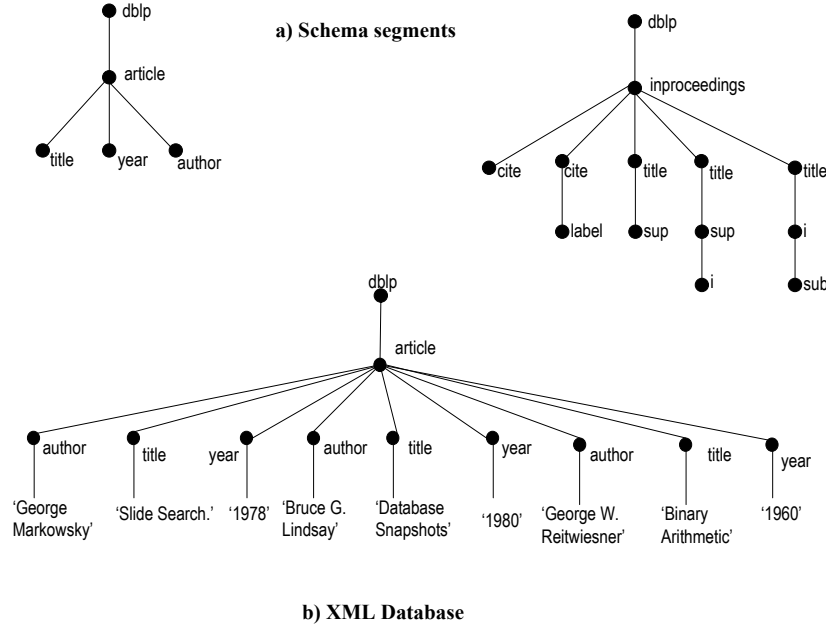 dblp
a) Schema segments
dblp
article
inproceedings
title
year
author
cite
cite
title
title
title
label
sup
sup
i
i
sub
dblp
article
author
title
year
author
title
year
author
title
year
‘George
Markowsky’
‘Slide Search.’
‘1978’
‘Bruce G.
Lindsay’
‘Database
Snapshots’
‘1980’
‘George W.
Reitwiesner’
‘Binary
Arithmetic’
‘1960’
b) XML Database